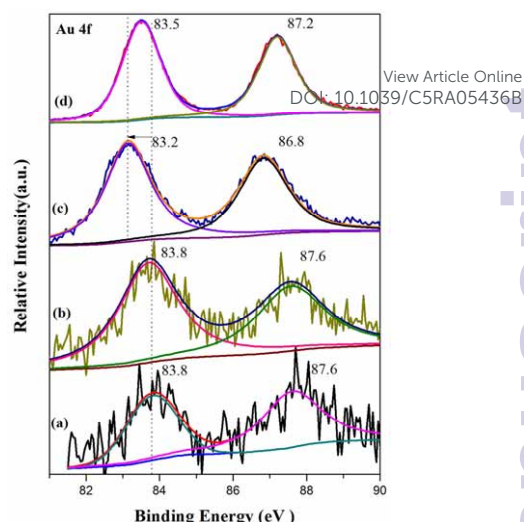 Au 4f
83.5
87.2
View Article Online
DOI: 10.1039/C5RA05436B
(d)
83.2
86.8
(c)
83.8
87.6
(b)
83.8
87.6
(a)
Relative Intensity(a.u.)
82 84 86 88 90
Binding Energy (eV )